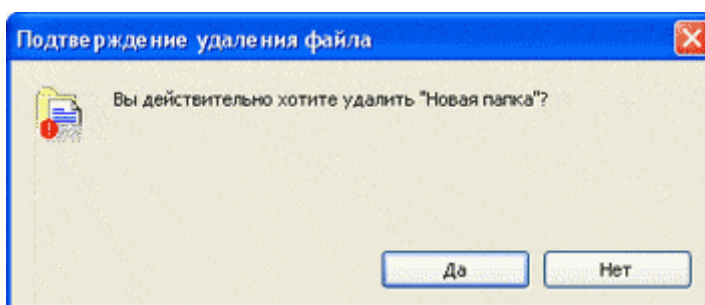 Подтверждение удаления файла
Вы действительно хотите удалить "Новая папка"?
Да
Нет